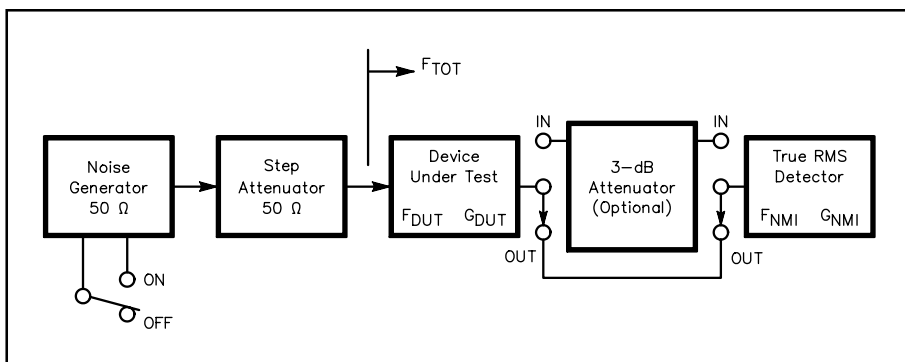 F_TOT
Noise
Generator
50 Ω
Step
Attenuator
50 Ω
Device
Under Test
F_DUT G_DUT
IN
3-dB
Attenuator
(Optional)
IN
True RMS
Detector
F_NMI G_NMI
OUT
OUT
ON
OFF